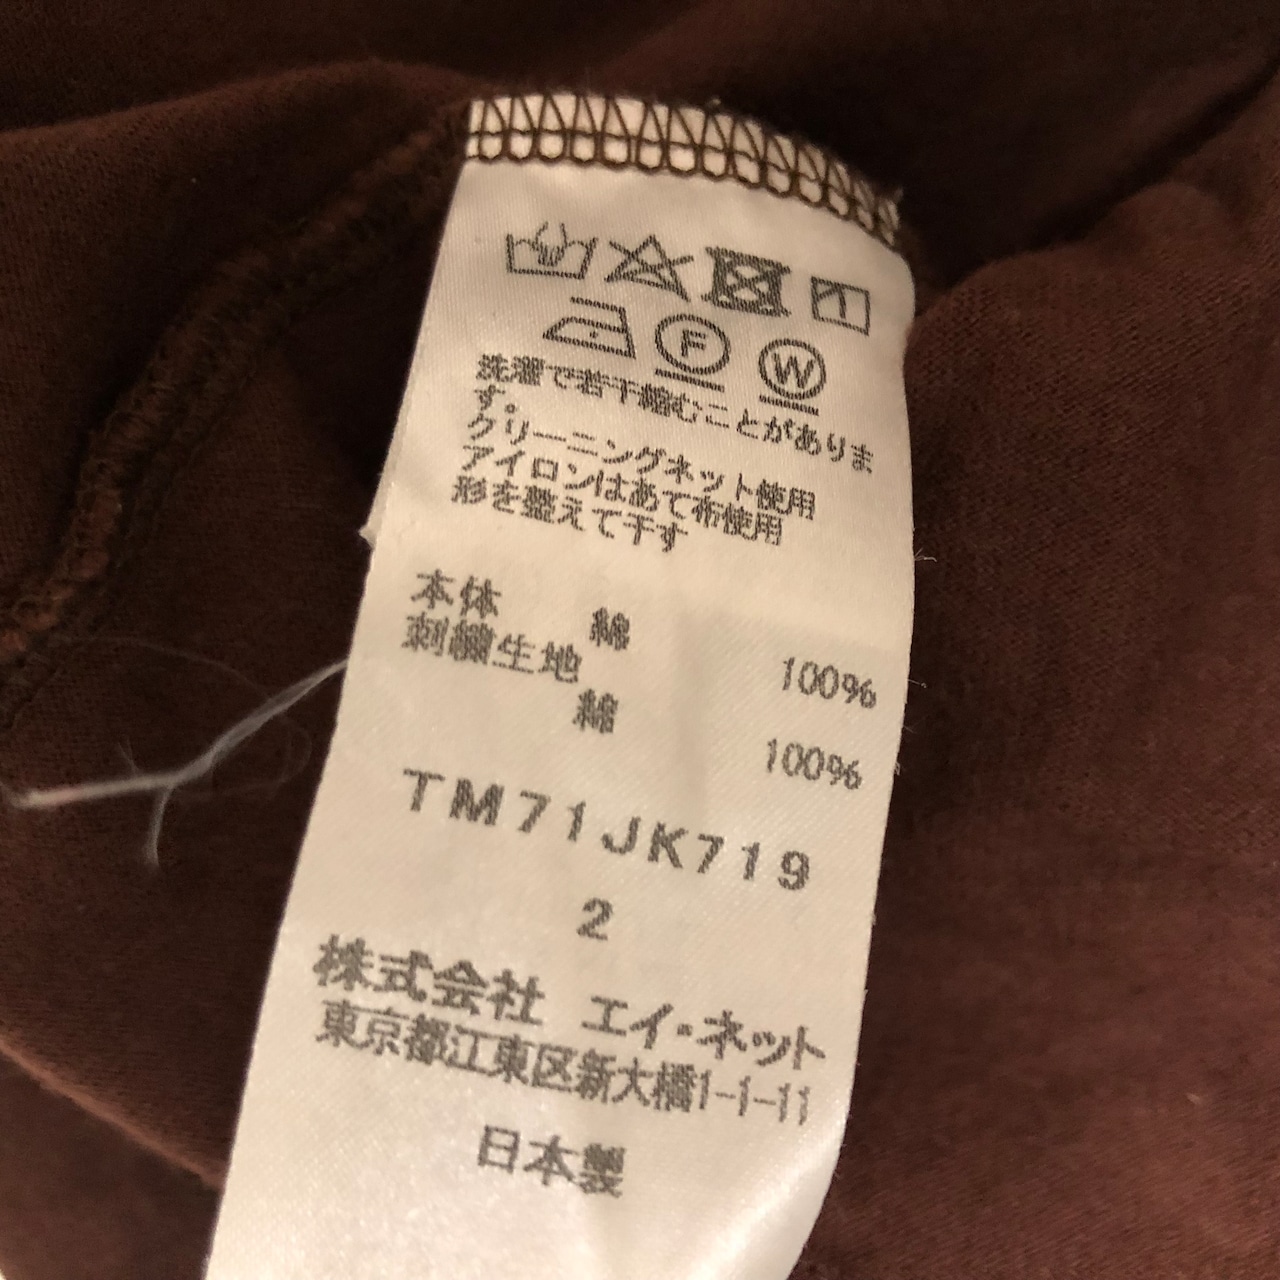 F W
洗濯で若干縮むことがありま
す。
クリーニングネット使用
アイロンはあて布使用
形を整えて干す
本体 綿 100%
刺繍生地
綿 100%
TM71JK719
2
株式会社 エイ・ネット
東京都江東区新大橋1-1-11
日本製